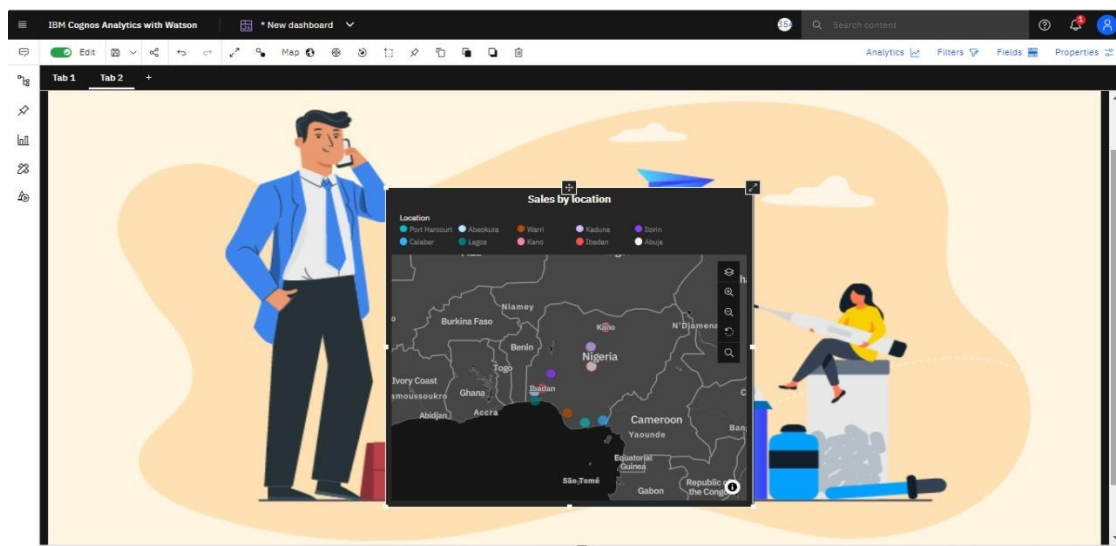 IBM Cognos Analytics with Watson
* New dashboard
Search content
Edit
Map
Analytics
Filters
Fields
Properties
Tab 1
Tab 2
+
Sales by location
Location
Port Harcourt Abeokuta Warri Kaduna Ilorin
Calabar Lagos Kano Ibadan Abuja
Niamey
Burkina Faso
Kano
N'Djamena
Benin
Nigeria
Togo
Ivory Coast
Ibadan
Ghana
Abidjan
Accra
Cameroon
Yaounde
Equatorial
Guinea
São Tomé
Gabon
Republic
the Congo